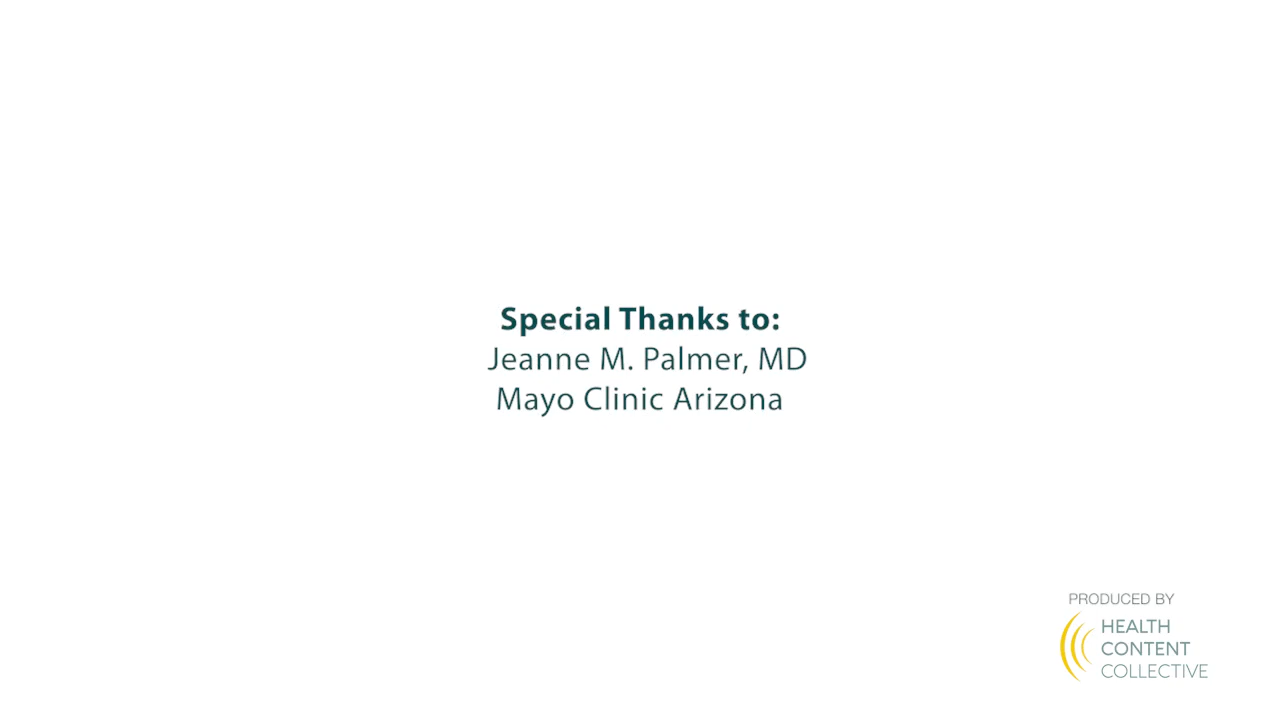 Special Thanks to:
Jeanne M. Palmer, MD
Mayo Clinic Arizona
PRODUCED BY
HEALTH
CONTENT
COLLECTIVE